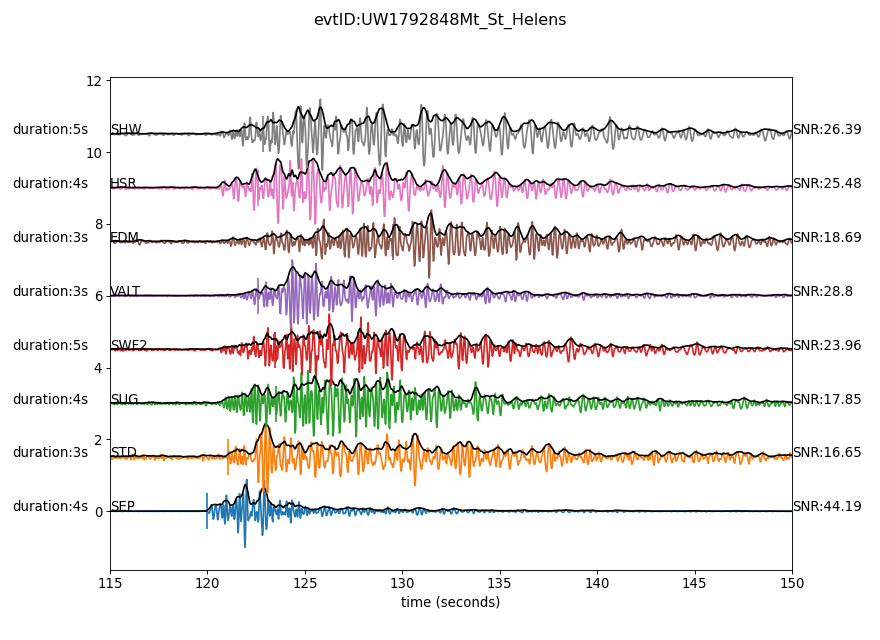 evtID:UW1792848Mt_St_Helens
12
duration:5s SHW SNR:26.39
10
duration:4s HSR SNR:25.48
8
duration:3s EDM SNR:18.69
duration:3s VALT SNR:28.8
6
duration:5s SWF2 SNR:23.96
4
duration:4s SUG SNR:17.85
2
duration:3s STD SNR:16.65
duration:4s SEP SNR:44.19
0
115 120 125 130 135 140 145 150
time (seconds)